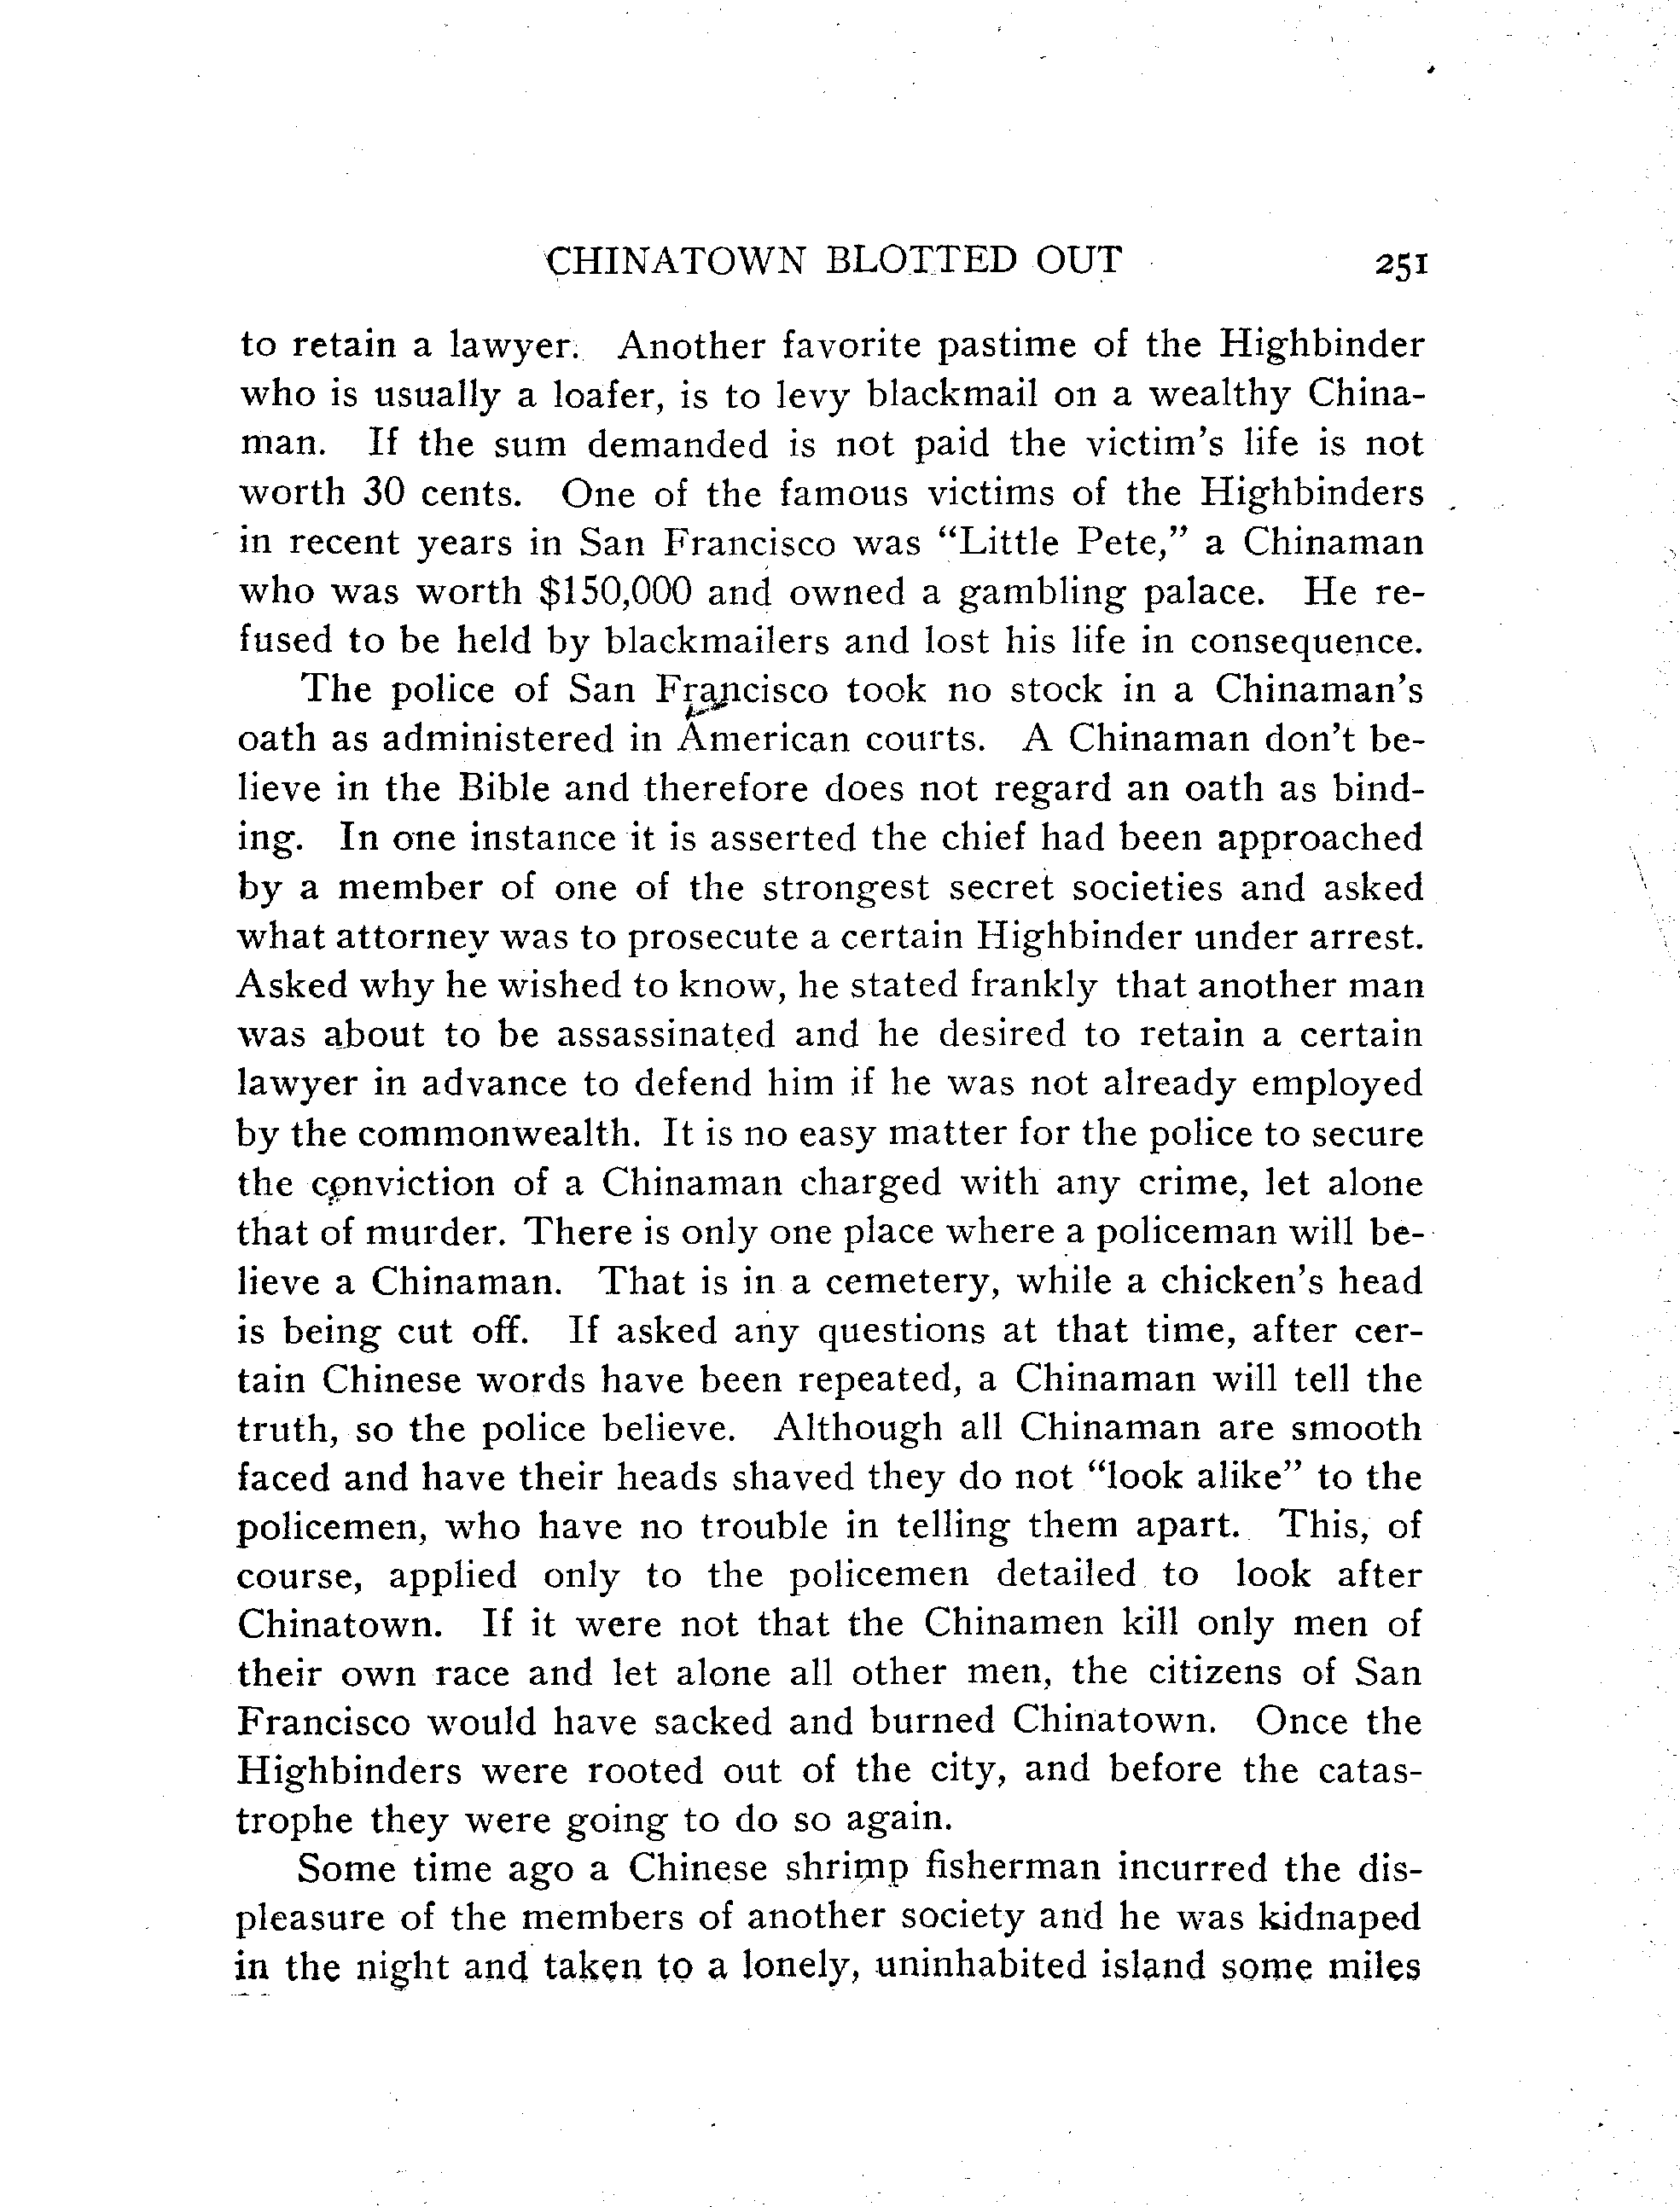 CHINATOWN BLOTTED OUT 251
to retain a lawyer. Another favorite pastime of the Highbinder
who is usually a loafer, is to levy blackmail on a wealthy China-
man. If the sum demanded is not paid the victim's life is not
worth 30 cents. One of the famous victims of the Highbinders
in recent years in San Francisco was "Little Pete," a Chinaman
who was worth $150,000 and owned a gambling palace. He re-
fused to be held by blackmailers and lost his life in consequence.
The police of San Francisco took no stock in a Chinaman's
oath as administered in American courts. A Chinaman don't be-
lieve in the Bible and therefore does not regard an oath as bind-
ing. In one instance it is asserted the chief had been approached
by a member of one of the strongest secret societies and asked
what attorney was to prosecute a certain Highbinder under arrest.
Asked why he wished to know, he stated frankly that another man
was about to be assassinated and he desired to retain a certain
lawyer in advance to defend him if he was not already employed
by the commonwealth. It is no easy matter for the police to secure
the conviction of a Chinaman charged with any crime, let alone
that of murder. There is only one place where a policeman will be-
lieve a Chinaman. That is in a cemetery, while a chicken's head
is being cut off. If asked any questions at that time, after cer-
tain Chinese words have been repeated, a Chinaman will tell the
truth, so the police believe. Although all Chinaman are smooth
faced and have their heads shaved they do not "look alike" to the
policemen, who have no trouble in telling them apart. This, of
course, applied only to the policemen detailed to look after
Chinatown. If it were not that the Chinamen kill only men of
their own race and let alone all other men, the citizens of San
Francisco would have sacked and burned Chinatown. Once the
Highbinders were rooted out of the city, and before the catas-
trophe they were going to do so again.
Some time ago a Chinese shrimp fisherman incurred the dis-
pleasure of the members of another society and he was kidnaped
in the night and taken to a lonely, uninhabited island some miles